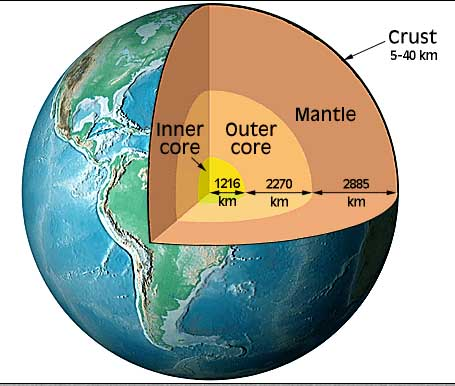 Crust
5-40 km
Mantle
Inner
core
Outer
core
1216
km
2270
km
2885
km